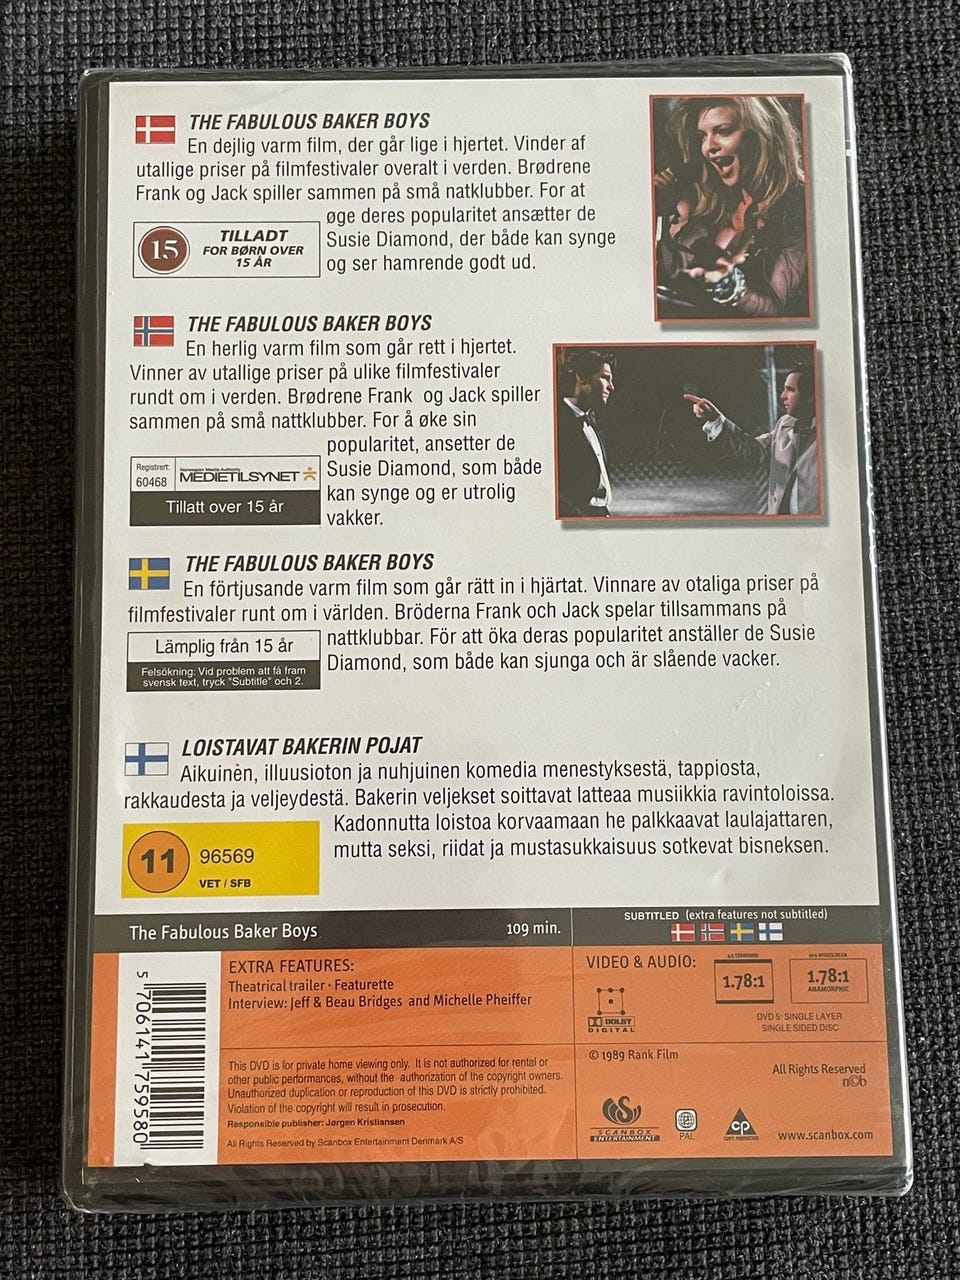 THE FABULOUS BAKER BOYS
En dejlig varm film, der går lige i hjertet. Vinder af
utallige priser på filmfestivaler overalt i verden. Brødrene
Frank og Jack spiller sammen på små natklubber. For at
øge deres popularitet ansætter de
Susie Diamond, der både kan synge
og ser hamrende godt ud.
15
TILLADT
FOR BØRN OVER
15 ÅR
THE FABULOUS BAKER BOYS
En herlig varm film som går rett i hjertet.
Vinner av utallige priser på ulike filmfestivaler
rundt om i verden. Brødrene Frank og Jack spiller
sammen på små nattklubber. For å øke sin
popularitet, ansetter de
Susie Diamond, som både
kan synge og er utrolig
vakker.
Registrert:
60468
Norwegian Media Authority
MEDIETILSYNET
Tillatt over 15 år
THE FABULOUS BAKER BOYS
En förtjusande varm film som går rätt in i hjärtat. Vinnare av otaliga priser på
filmfestivaler runt om i världen. Bröderna Frank och Jack spelar tillsammans på
nattklubbar. För att öka deras popularitet anställer de Susie
Diamond, som både kan sjunga och är slående vacker.
Lämplig från 15 år
Felsökning: Vid problem att få fram
svensk text, tryck "Subtitle" och 2.
LOISTAVAT BAKERIN POJAT
Aikuinen, illuusioton ja nuhjuinen komedia menestyksestä, tappiosta,
rakkaudesta ja veljeydestä. Bakerin veljekset soittavat latteaa musiikkia ravintoloissa.
Kadonnutta loistoa korvaamaan he palkkaavat laulajattaren,
mutta seksi, riidat ja mustasukkaisuus sotkevat bisneksen.
11
96569
VET / SFB
The Fabulous Baker Boys
109 min.
SUBTITLED (extra features not subtitled)
EXTRA FEATURES:
Theatrical trailer · Featurette
Interview: Jeff & Beau Bridges and Michelle Pheiffer
VIDEO & AUDIO:
DOLBY
DIGITAL
4:3 STANDARD
1.78:1
16:9 WIDESCREEN
1.78:1
ANAMORPHIC
DVD 5: SINGLE LAYER
SINGLE SIDED DISC
This DVD is for private home viewing only. It is not authorized for rental or
other public performances, without the authorization of the copyright owners.
Unauthorized duplication or reproduction of this DVD is strictly prohibited.
Violation of the copyright will result in prosecution.
Responsible publisher: Jørgen Kristiansen
All Rights Reserved by Scanbox Entertainment Denmark A/S
© 1989 Rank Film
All Rights Reserved
n©b
SCANBOX
ENTERTAINMENT
PAL
cp
COPY PROTECTED
www.scanbox.com
5 706141 759580